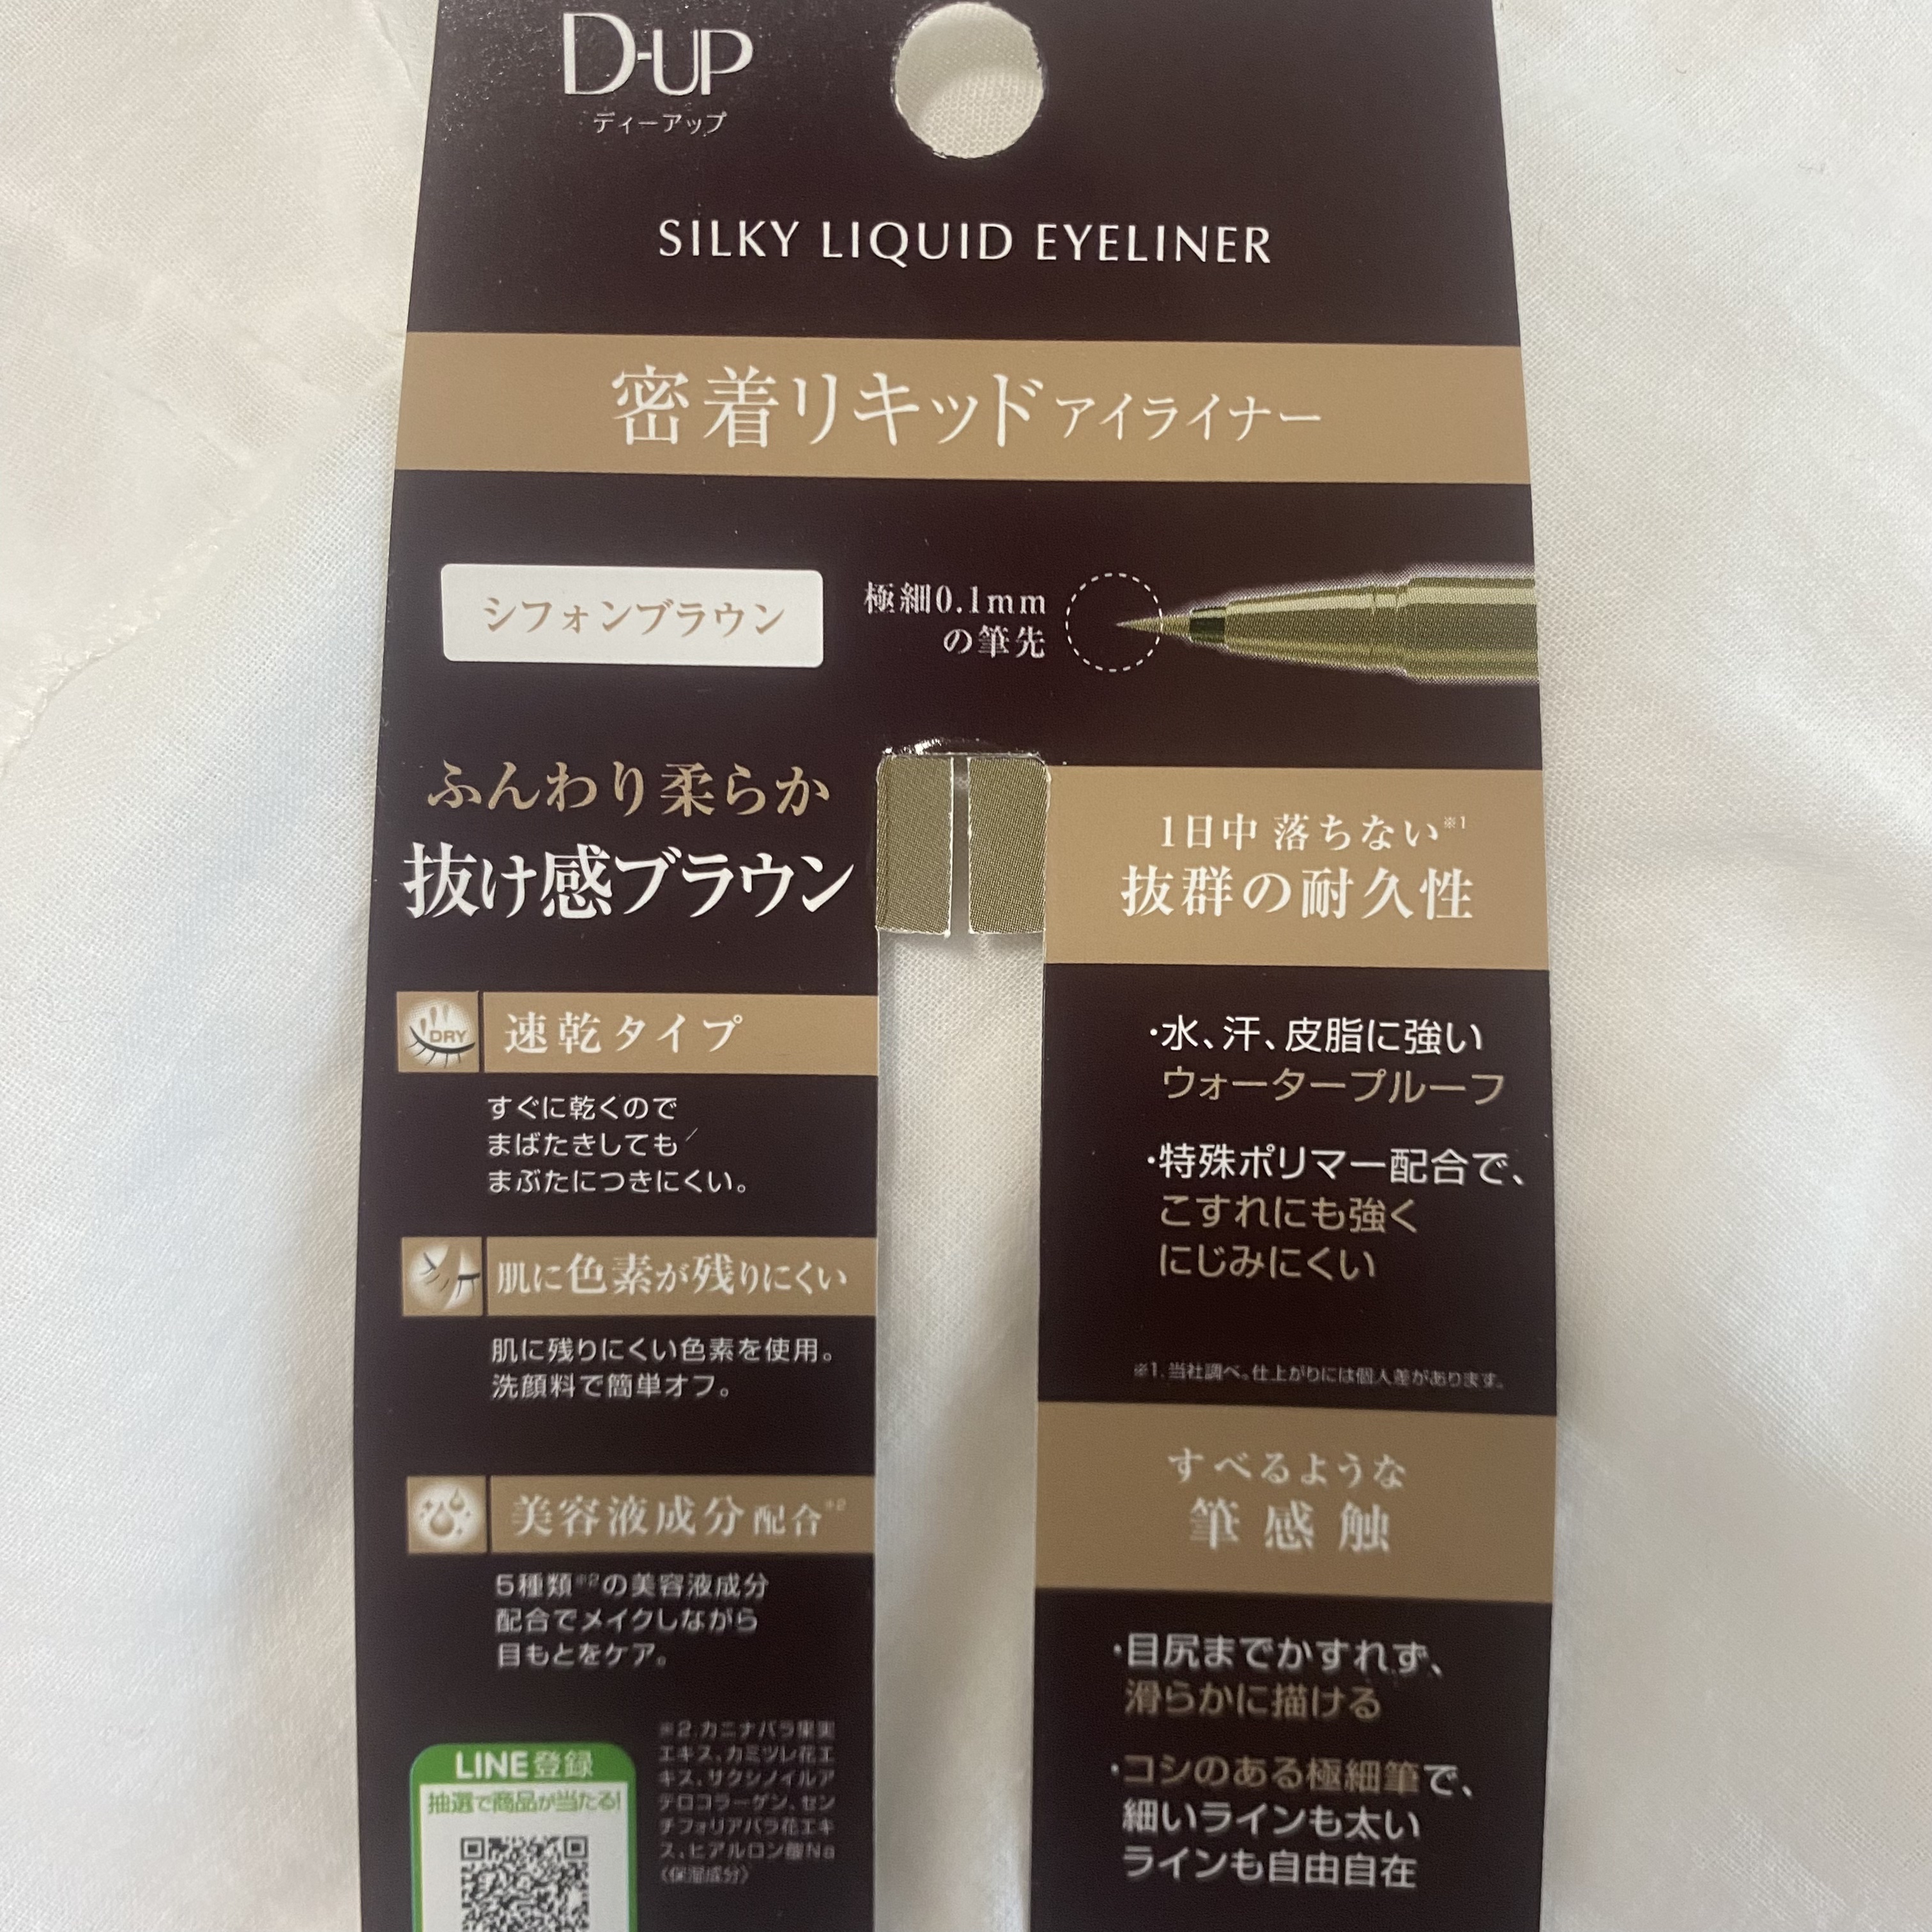 D-UP
ディーアップ
SILKY LIQUID EYELINER
密着リキッドアイライナー
シフォンブラウン
極細0.1mm
の筆先
ふんわり柔らか
抜け感ブラウン
DRY
速乾タイプ
すぐに乾くので
まばたきしても
まぶたにつきにくい。
肌に色素が残りにくい
肌に残りにくい色素を使用。
洗顔料で簡単オフ。
美容液成分配合※2
5種類※2の美容液成分
配合でメイクしながら
目もとをケア。
LINE登録
抽選で商品が当たる!
※2.カニナバラ果実
エキス、カミツレ花エ
キス、サクシノイルア
テロコラーゲン、セン
チフォリアバラ花エキ
ス、ヒアルロン酸Na
〈保湿成分〉
1日中 落ちない※1
抜群の耐久性
・水、汗、皮脂に強い
ウォータープルーフ
・特殊ポリマー配合で、
こすれにも強く
にじみにくい
※1.当社調べ。仕上がりには個人差があります。
すべるような
筆感触
・目尻までかすれず、
滑らかに描ける
・コシのある極細筆で、
細いラインも太い
ラインも自由自在